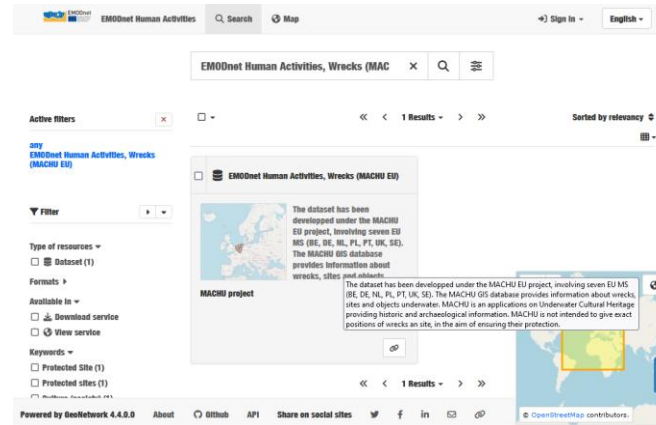 EMODnet
EMODnet Human Activities
Search
Map
Sign in
English
EMODnet Human Activities, Wrecks (MAC
Active filters
1 Results
Sorted by relevancy
any
EMODnet Human Activities, Wrecks
(MACHU EU)
EMODnet Human Activities, Wrecks (MACHU EU)
Filter
The dataset has been
developped under the MACHU
EU project, involving seven EU
MS (BE, DE, NL, PL, PT, UK, SE).
The MACHU GIS database
provides information about
wrecks, sites and objects
Type of resources
Dataset (1)
Formats
MACHU project
The dataset has been developped under the MACHU EU project, involving seven EU MS
(BE, DE, NL, PL, PT, UK, SE). The MACHU GIS database provides information about wrecks,
sites and objects underwater. MACHU is an applications on Underwater Cultural Heritage
providing historic and archaeological information. MACHU is not intended to give exact
positions of wrecks an site, in the aim of ensuring their protection.
Available in
Download service
View service
Keywords
Protected Site (1)
Protected sites (1)
1 Results
Powered by GeoNetwork 4.4.0.0
About
Github
API
Share on social sites
© OpenStreetMap contributors.